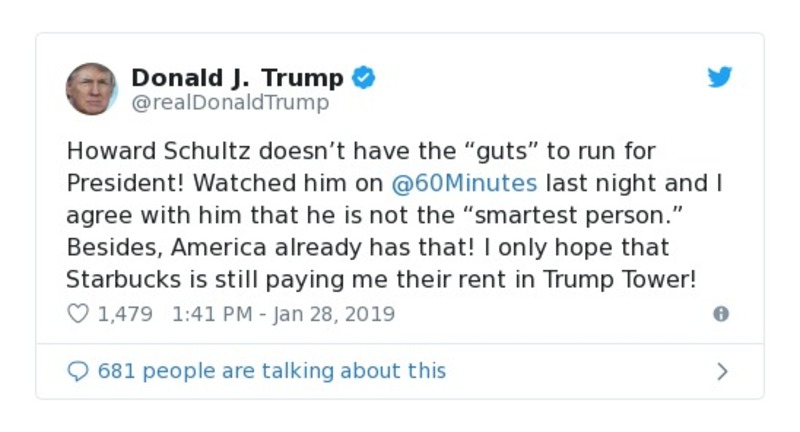 Donald J. Trump
@realDonaldTrump
Howard Schultz doesn’t have the “guts” to run for
President! Watched him on @60Minutes last night and I
agree with him that he is not the “smartest person.”
Besides, America already has that! I only hope that
Starbucks is still paying me their rent in Trump Tower!
1,479 1:41 PM - Jan 28, 2019
681 people are talking about this